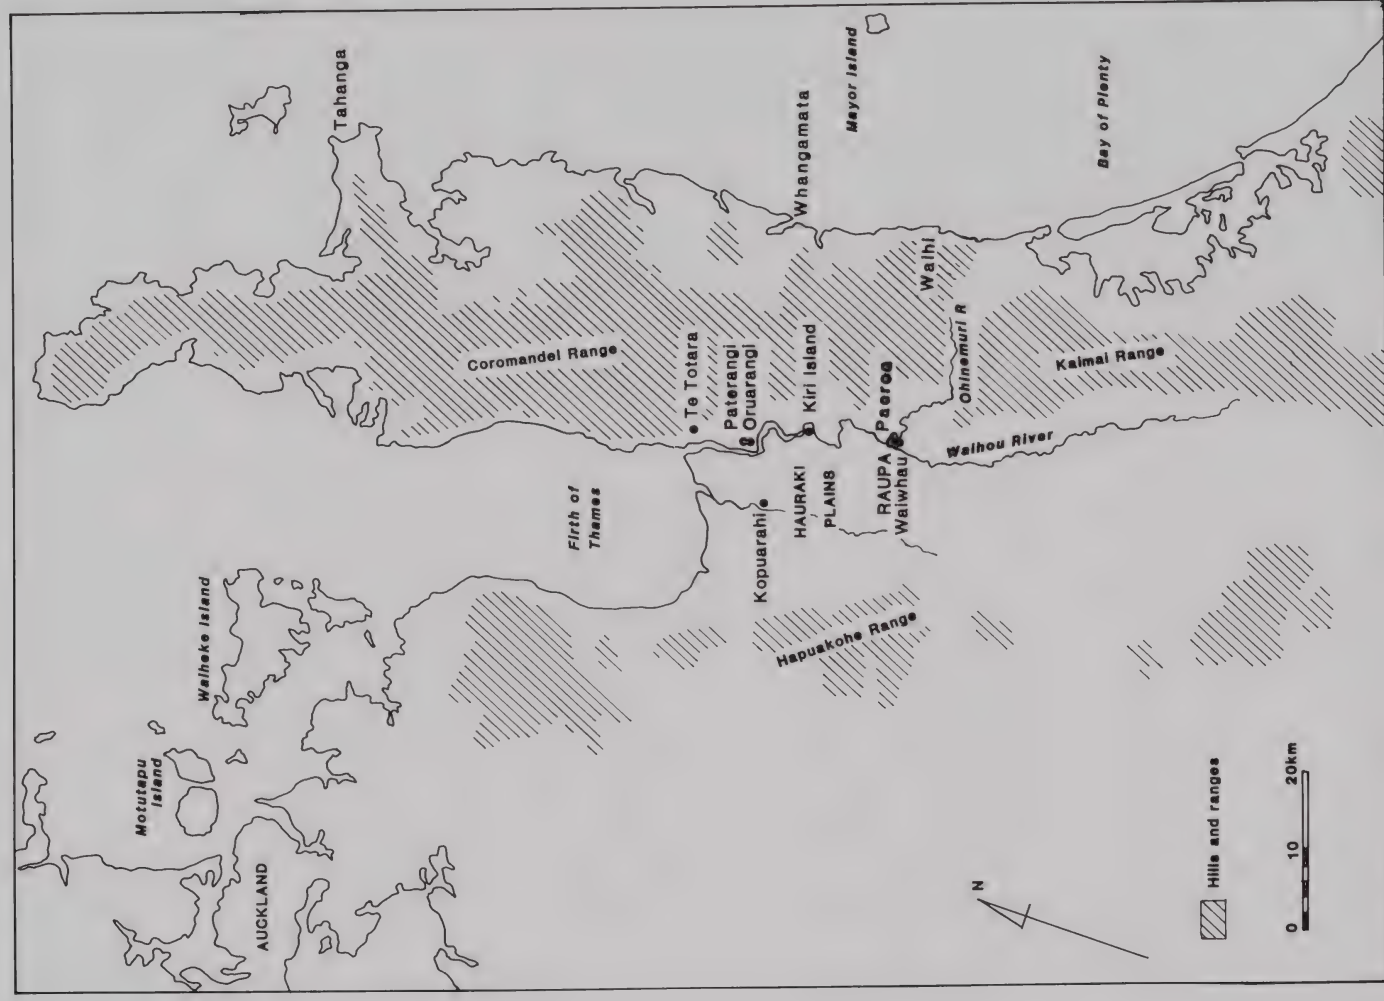 Tahanga
Mayor Island
Whangamata
Bay of Plenty
Coromandel Range
Te Totara
Paterangi
Oruarangi
Kiri Island
Waihi
Ohinemuri R
Kaimai Range
Paeroa
RAUPA
Waiwhau
Waihou River
Firth of
Thames
Kopuarahi
HAURAKI
PLAINS
Hapuakohe Range
Waiheke Island
Motutapu
Island
AUCKLAND
N
Hills and ranges
0 10 20km